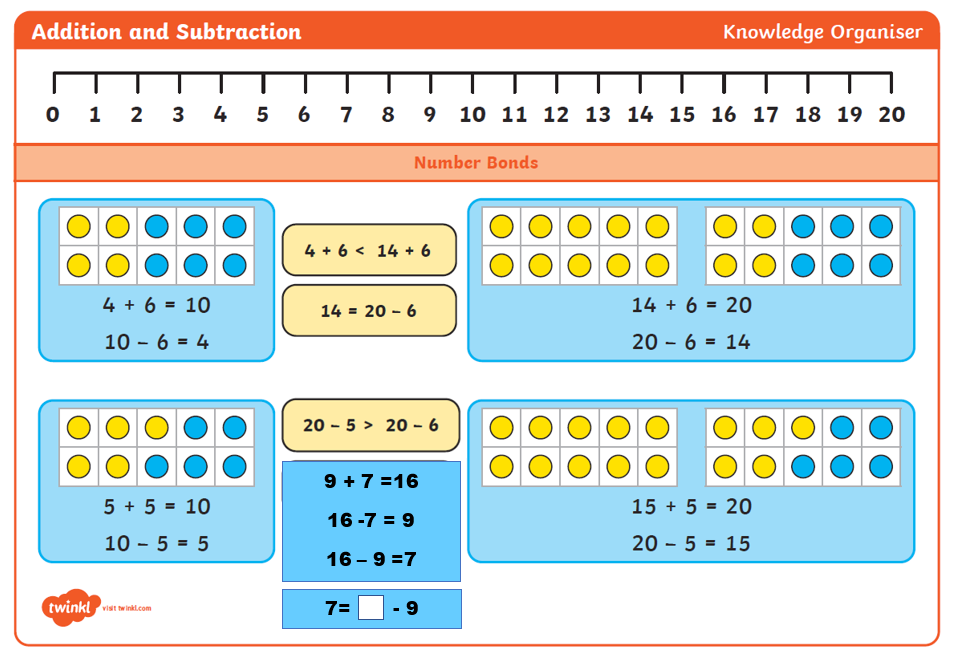 Addition and Subtraction
Knowledge Organiser
0 1 2 3 4 5 6 7 8 9 10 11 12 13 14 15 16 17 18 19 20
Number Bonds
4 + 6 = 10
10 – 6 = 4
4 + 6 < 14 + 6
14 = 20 – 6
14 + 6 = 20
20 – 6 = 14
5 + 5 = 10
10 – 5 = 5
20 – 5 > 20 – 6
9 + 7 =16
16 -7 = 9
16 – 9 =7
7= - 9
15 + 5 = 20
20 – 5 = 15
twinkl visit twinkl.com